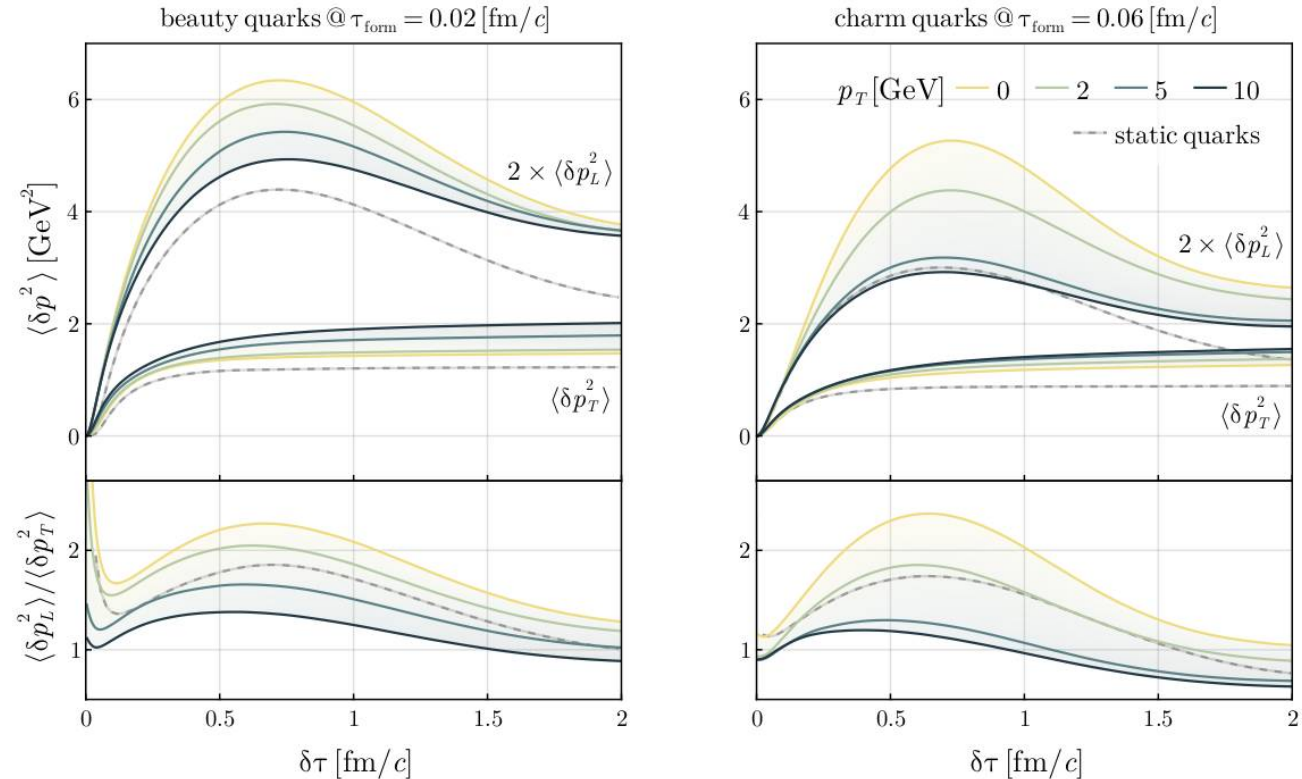 beauty quarks @ τ_form = 0.02 [fm/c]
charm quarks @ τ_form = 0.06 [fm/c]
⟨δp²⟩ [GeV²]
6
4
2
0
2 × ⟨δp_L²⟩
⟨δp_T²⟩
6
4
2
0
p_T [GeV] 0 2 5 10
static quarks
2 × ⟨δp_L²⟩
⟨δp_T²⟩
⟨δp_L²⟩/⟨δp_T²⟩
2
1
0 0.5 1 1.5 2
δτ [fm/c]
2
1
0 0.5 1 1.5 2
δτ [fm/c]